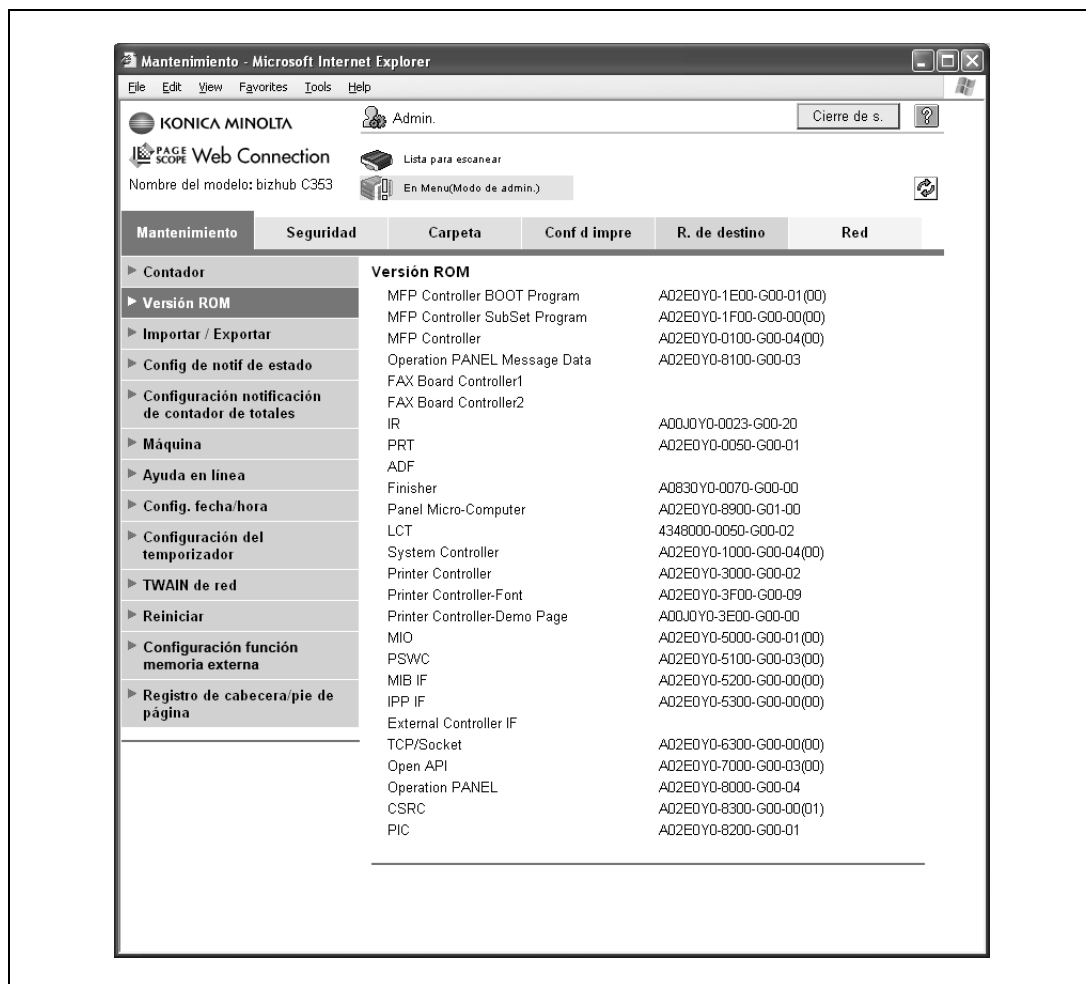 Mantenimiento - Microsoft Internet Explorer
File Edit View Favorites Tools Help
KONICA MINOLTA
Admin.
Cierre de s.
?
PAGE SCOPE Web Connection
Lista para escanear
Nombre del modelo: bizhub C353
En Menu(Modo de admin.)
Mantenimiento Seguridad Carpeta Conf d impre R. de destino Red
Contador
Versión ROM
Importar / Exportar
Config de notif de estado
Configuración notificación
de contador de totales
Máquina
Ayuda en línea
Config. fecha/hora
Configuración del
temporizador
TWAIN de red
Reiniciar
Configuración función
memoria externa
Registro de cabecera/pie de
página
Versión ROM
MFP Controller BOOT Program A02E0Y0-1E00-G00-01(00)
MFP Controller SubSet Program A02E0Y0-1F00-G00-00(00)
MFP Controller A02E0Y0-0100-G00-04(00)
Operation PANEL Message Data A02E0Y0-8100-G00-03
FAX Board Controller1
FAX Board Controller2
IR A00J0Y0-0023-G00-20
PRT A02E0Y0-0050-G00-01
ADF
Finisher A0830Y0-0070-G00-00
Panel Micro-Computer A02E0Y0-8900-G01-00
LCT 4348000-0050-G00-02
System Controller A02E0Y0-1000-G00-04(00)
Printer Controller A02E0Y0-3000-G00-02
Printer Controller-Font A02E0Y0-3F00-G00-09
Printer Controller-Demo Page A00J0Y0-3E00-G00-00
MIO A02E0Y0-5000-G00-01(00)
PSWC A02E0Y0-5100-G00-03(00)
MIB IF A02E0Y0-5200-G00-00(00)
IPP IF A02E0Y0-5300-G00-00(00)
External Controller IF
TCP/Socket A02E0Y0-6300-G00-00(00)
Open API A02E0Y0-7000-G00-03(00)
Operation PANEL A02E0Y0-8000-G00-04
CSRC A02E0Y0-8300-G00-00(01)
PIC A02E0Y0-8200-G00-01